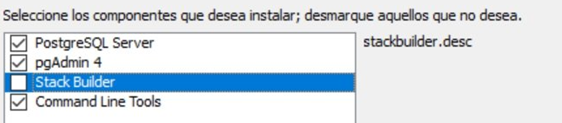 Seleccione los componentes que desea instalar; desmarque aquellos que no desea.
PostgreSQL Server
pgAdmin 4
Stack Builder
Command Line Tools
stackbuilder.desc